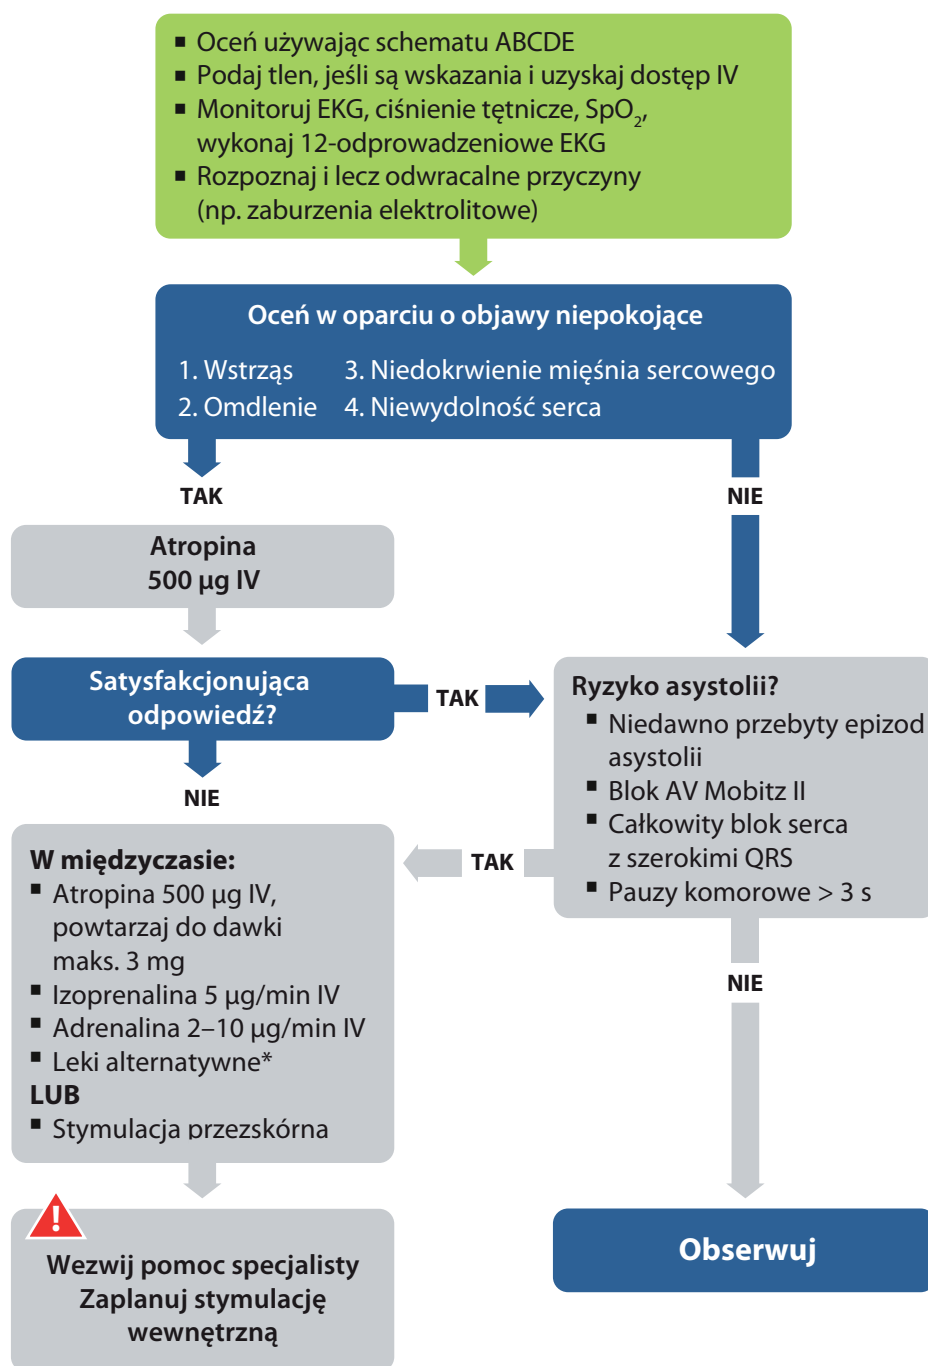 ▪ Oceń używając schematu ABCDE
▪ Podaj tlen, jeśli są wskazania i uzyskaj dostęp IV
▪ Monitoruj EKG, ciśnienie tętnicze, SpO₂,
wykonaj 12-odprowadzeniowe EKG
▪ Rozpoznaj i lecz odwracalne przyczyny
(np. zaburzenia elektrolitowe)
Oceń w oparciu o objawy niepokojące
1. Wstrząs 3. Niedokrwienie mięśnia sercowego
2. Omdlenie 4. Niewydolność serca
TAK
NIE
Atropina
500 µg IV
Satysfakcjonująca
odpowiedź?
TAK
NIE
Ryzyko asystolii?
▪ Niedawno przebyty epizod
asystolii
▪ Blok AV Mobitz II
▪ Całkowity blok serca
z szerokimi QRS
▪ Pauzy komorowe > 3 s
TAK
NIE
W międzyczasie:
▪ Atropina 500 µg IV,
powtarzaj do dawki
maks. 3 mg
▪ Izoprenalina 5 µg/min IV
▪ Adrenalina 2–10 µg/min IV
▪ Leki alternatywne*
LUB
▪ Stymulacja przezskórna
!
Wezwij pomoc specjalisty
Zaplanuj stymulację
wewnętrzną
Obserwuj